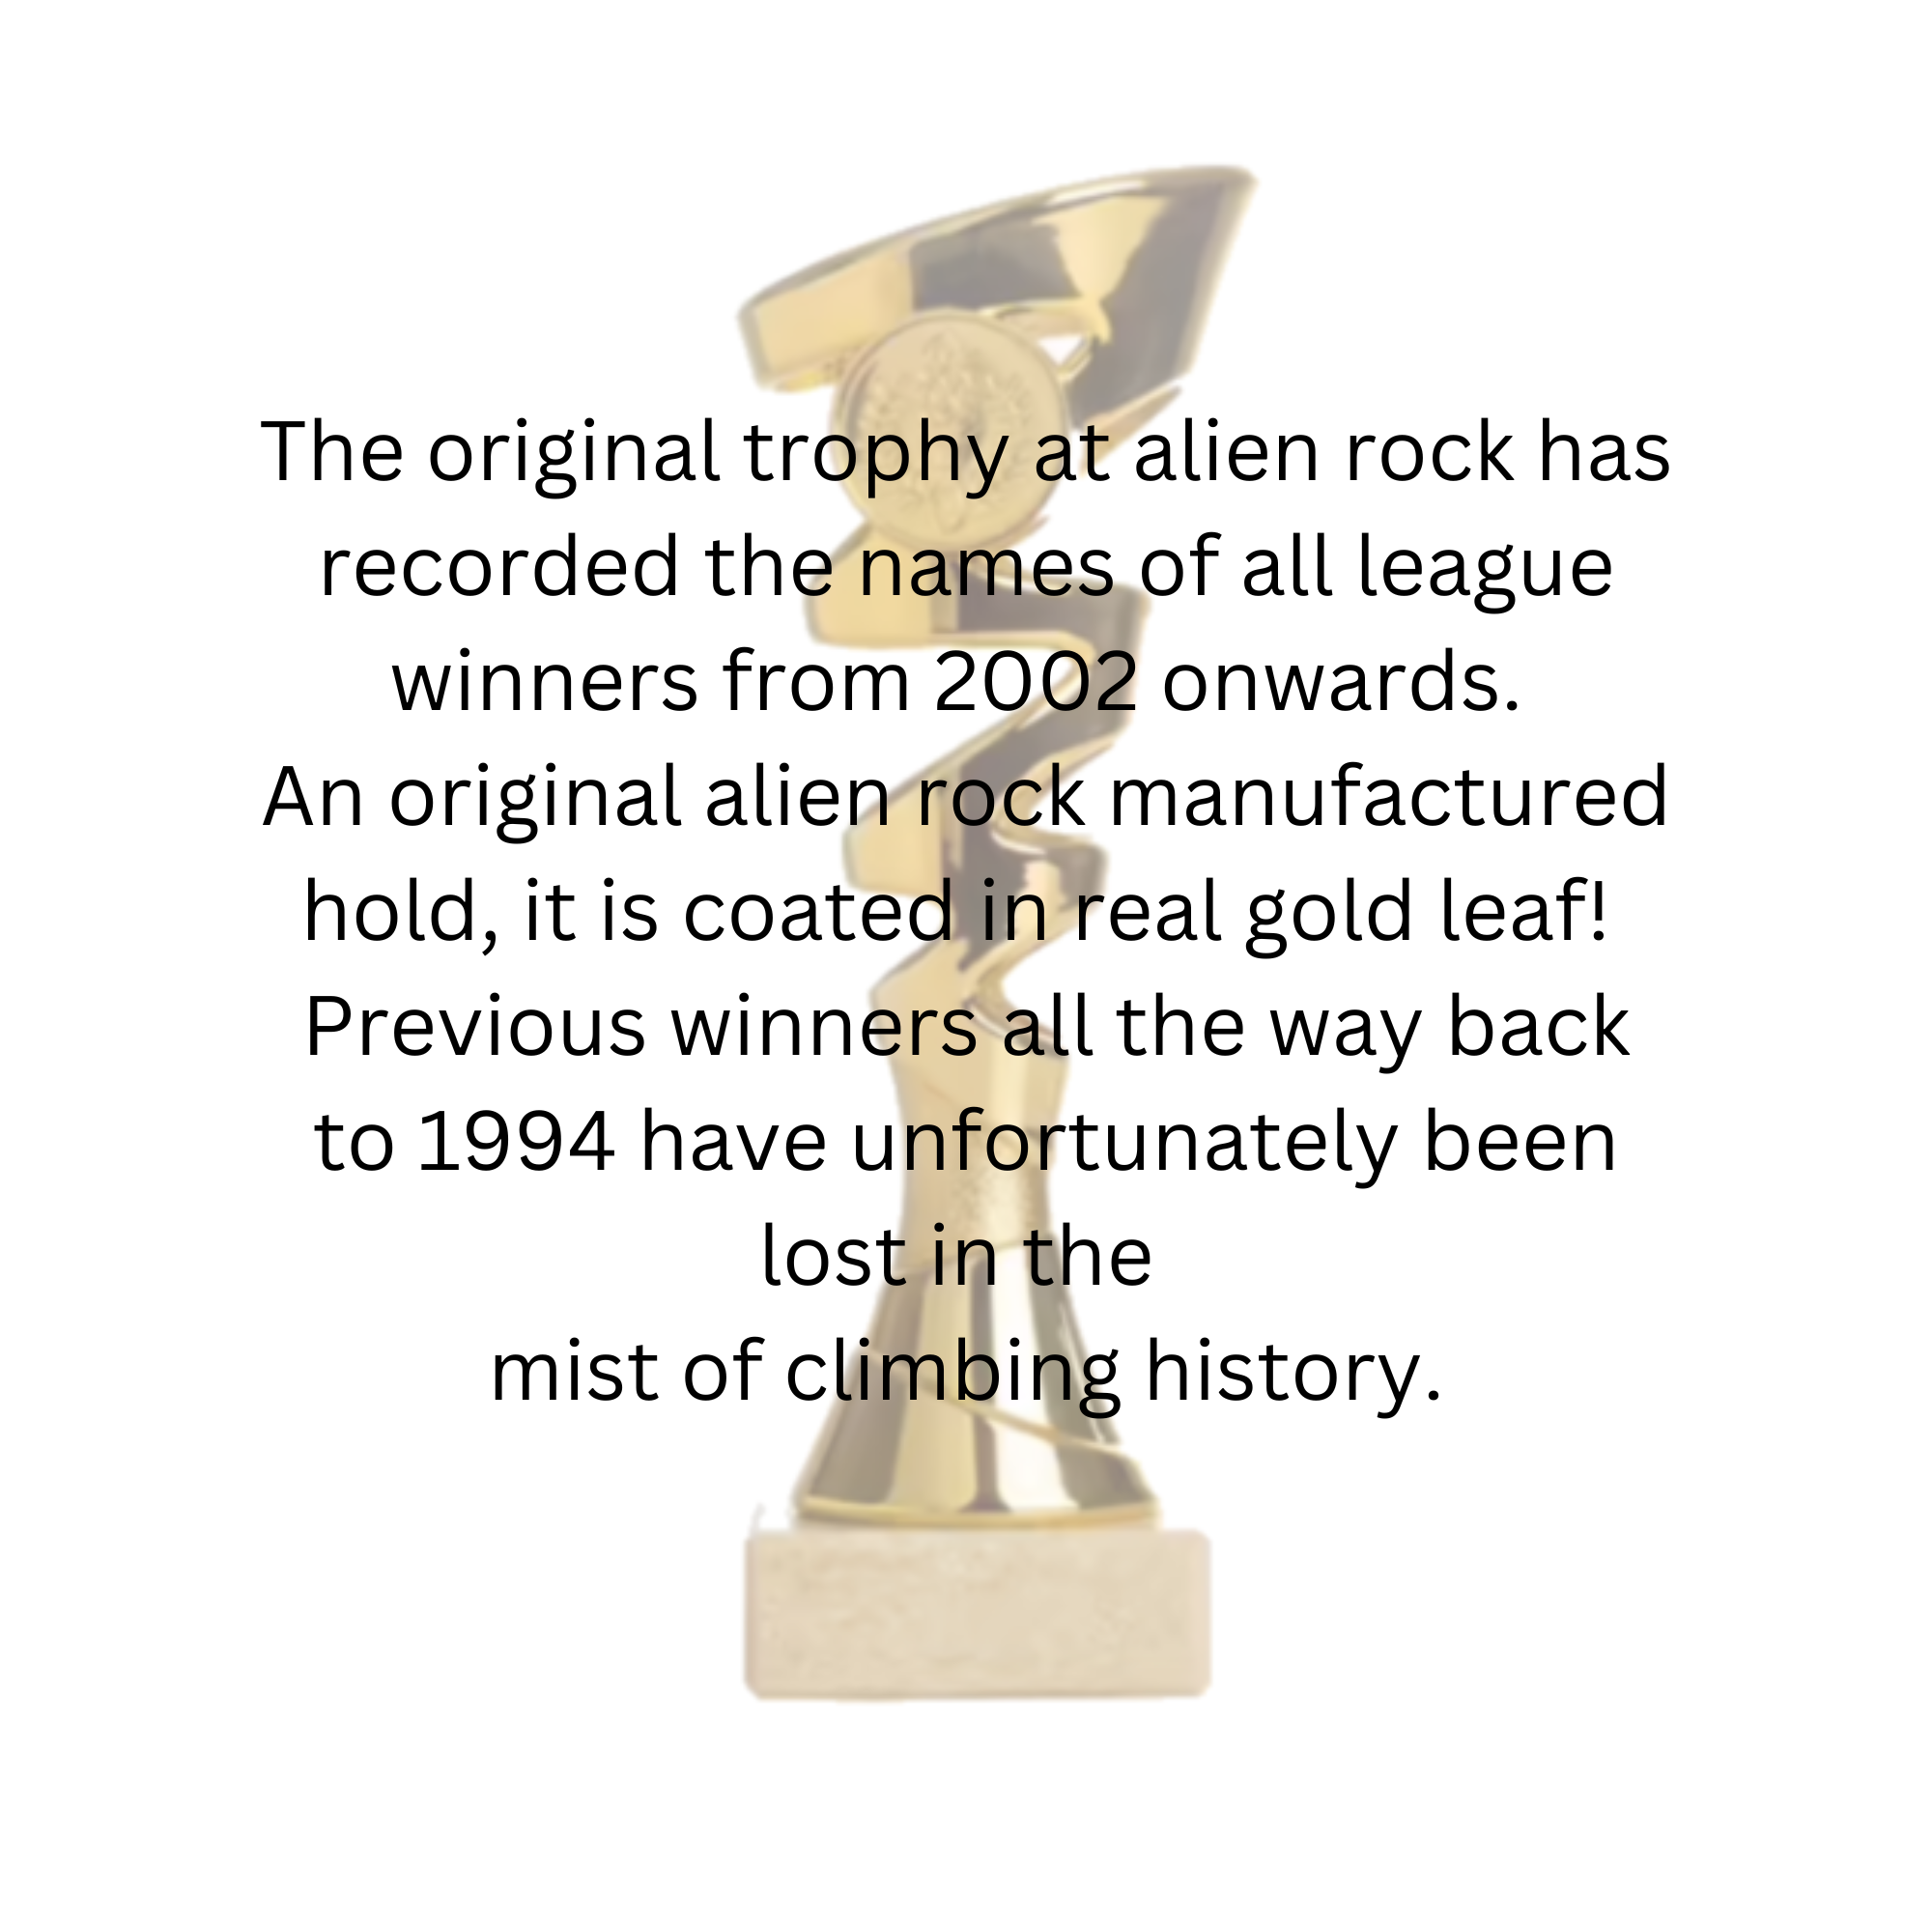 The original trophy at alien rock has
recorded the names of all league
winners from 2002 onwards.
An original alien rock manufactured
hold, it is coated in real gold leaf!
Previous winners all the way back
to 1994 have unfortunately been
lost in the
mist of climbing history.